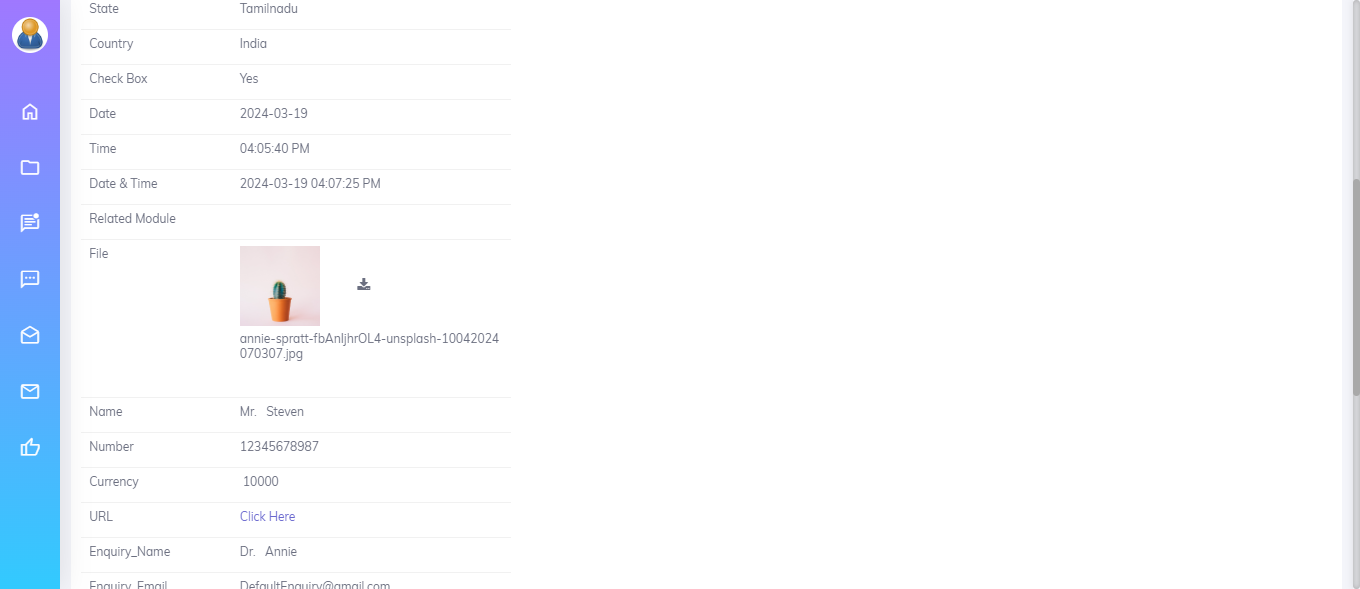 State Tamilnadu
Country India
Check Box Yes
Date 2024-03-19
Time 04:05:40 PM
Date & Time 2024-03-19 04:07:25 PM
Related Module
File
annie-spratt-fbAnIjhrOL4-unsplash-10042024
070307.jpg
Name Mr. Steven
Number 12345678987
Currency 10000
URL Click Here
Enquiry_Name Dr. Annie
Enquiry_Email DefaultEnquiry@gmail.com